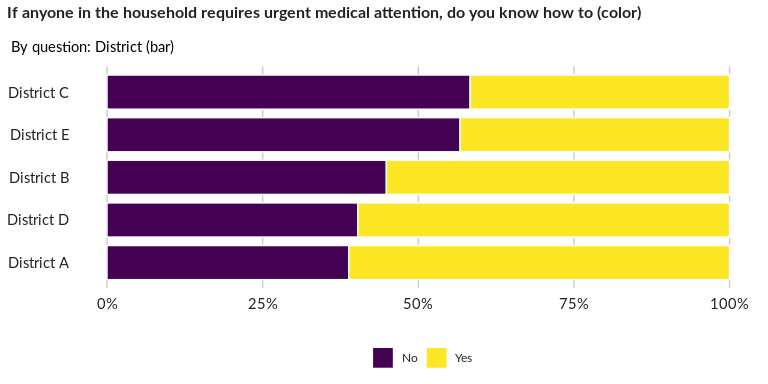 If anyone in the household requires urgent medical attention, do you know how to (color)
By question: District (bar)
District C
District E
District B
District D
District A
0% 25% 50% 75% 100%
No Yes